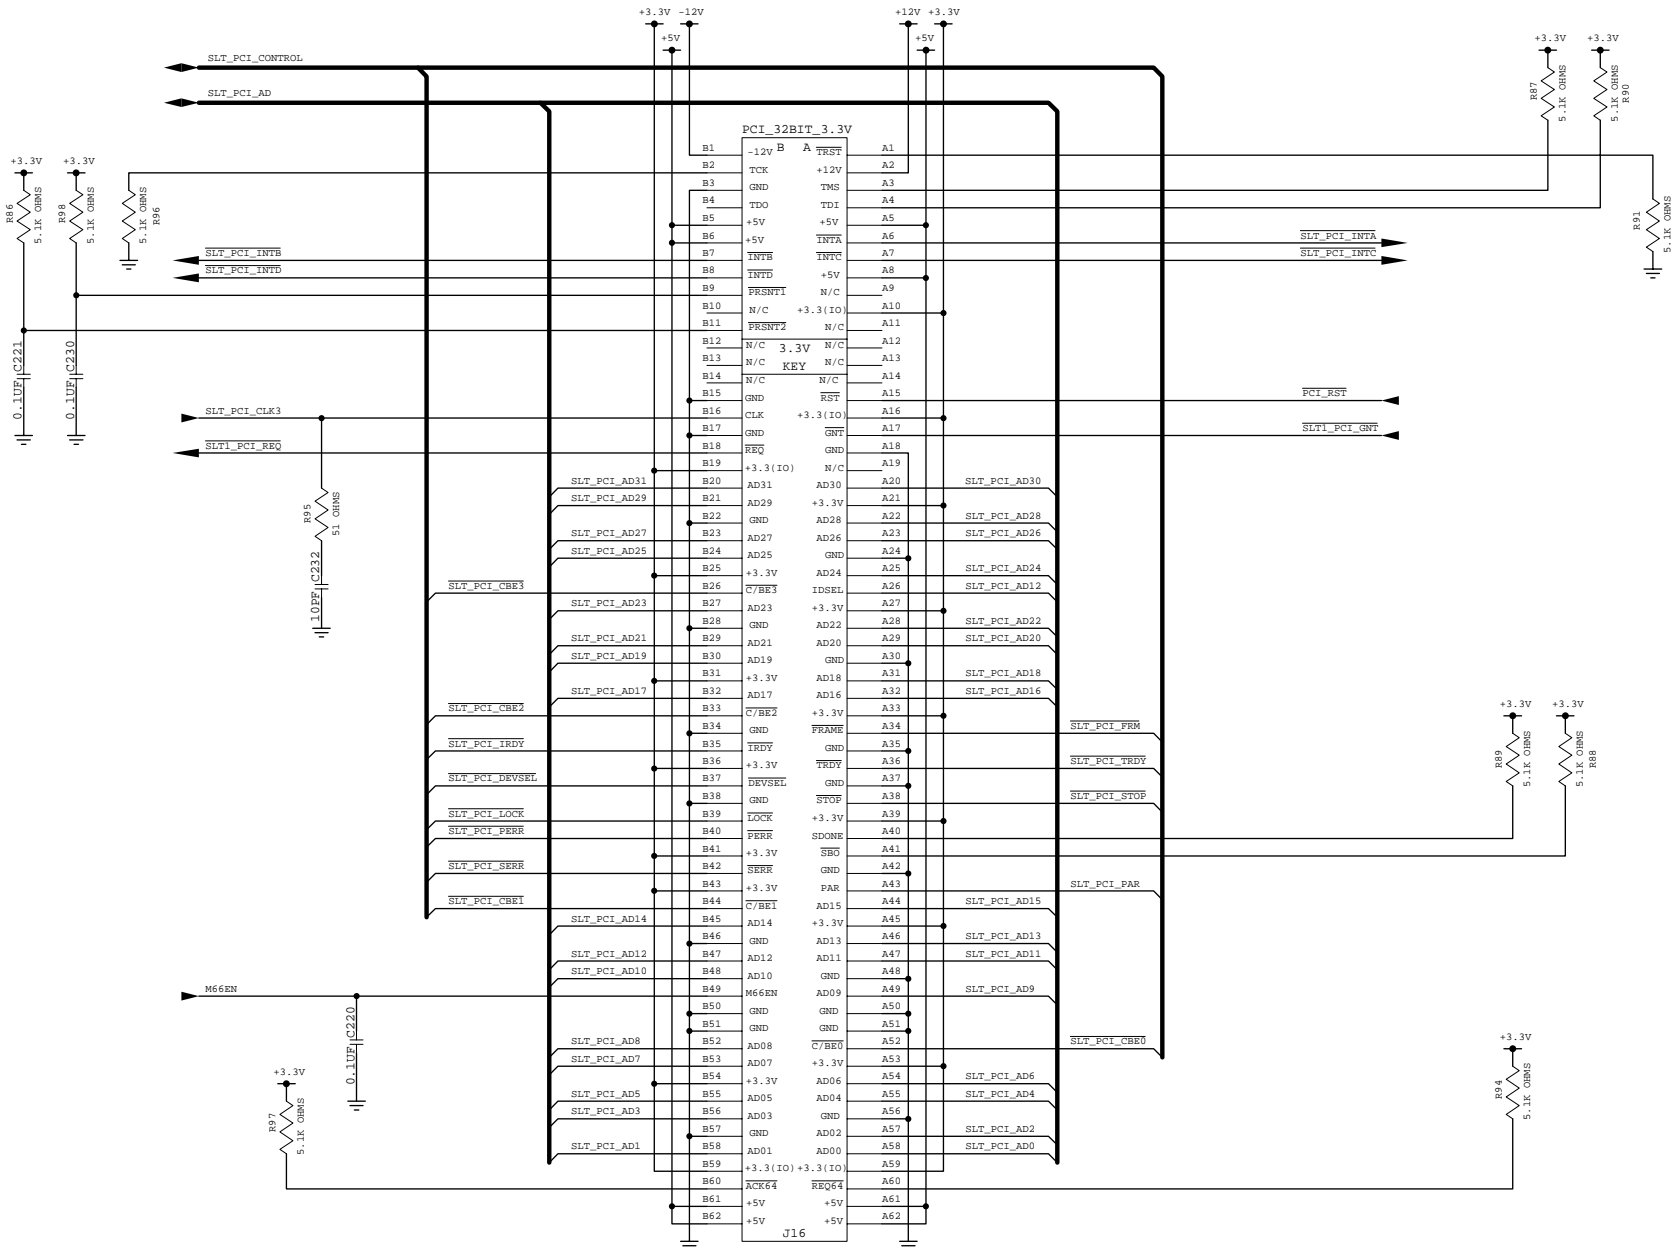 +3.3V -12V +12V +3.3V
+5V +5V +3.3V +3.3V
SLT_PCI_CONTROL
SLT_PCI_AD
R87 5.1K OHMS
5.1K OHMS R90
PCI_32BIT_3.3V
B A
+3.3V +3.3V
R86 5.1K OHMS
R98 5.1K OHMS
5.1K OHMS R96
R91 5.1K OHMS
B1 -12V TRST A1
B2 TCK +12V A2
B3 GND TMS A3
B4 TDO TDI A4
B5 +5V +5V A5
B6 +5V INTA A6 SLT_PCI_INTA
SLT_PCI_INTB B7 INTB INTC A7 SLT_PCI_INTC
SLT_PCI_INTD B8 INTD +5V A8
B9 PRSNT1 N/C A9
B10 N/C +3.3(IO) A10
B11 PRSNT2 N/C A11
B12 N/C 3.3V N/C A12
B13 N/C KEY N/C A13
B14 N/C N/C A14
0.1UF C221
0.1UF C230
B15 GND RST A15 PCI_RST
SLT_PCI_CLK3 B16 CLK +3.3(IO) A16
B17 GND GNT A17 SLT1_PCI_GNT
SLT1_PCI_REQ B18 REQ GND A18
B19 +3.3(IO) N/C A19
SLT_PCI_AD31 B20 AD31 AD30 A20 SLT_PCI_AD30
SLT_PCI_AD29 B21 AD29 +3.3V A21
R95 51 OHMS
B22 GND AD28 A22 SLT_PCI_AD28
SLT_PCI_AD27 B23 AD27 AD26 A23 SLT_PCI_AD26
SLT_PCI_AD25 B24 AD25 GND A24
B25 +3.3V AD24 A25 SLT_PCI_AD24
10PF C232
SLT_PCI_CBE3 B26 C/BE3 IDSEL A26 SLT_PCI_AD12
SLT_PCI_AD23 B27 AD23 +3.3V A27
B28 GND AD22 A28 SLT_PCI_AD22
SLT_PCI_AD21 B29 AD21 AD20 A29 SLT_PCI_AD20
SLT_PCI_AD19 B30 AD19 GND A30
B31 +3.3V AD18 A31 SLT_PCI_AD18
SLT_PCI_AD17 B32 AD17 AD16 A32 SLT_PCI_AD16
SLT_PCI_CBE2 B33 C/BE2 +3.3V A33
+3.3V +3.3V
B34 GND FRAME A34 SLT_PCI_FRM
SLT_PCI_IRDY B35 IRDY GND A35
B36 +3.3V TRDY A36 SLT_PCI_TRDY
R89 5.1K OHMS
5.1K OHMS R88
SLT_PCI_DEVSEL B37 DEVSEL GND A37
B38 GND STOP A38 SLT_PCI_STOP
SLT_PCI_LOCK B39 LOCK +3.3V A39
SLT_PCI_PERR B40 PERR SDONE A40
B41 +3.3V SBO A41
SLT_PCI_SERR B42 SERR GND A42
B43 +3.3V PAR A43 SLT_PCI_PAR
SLT_PCI_CBE1 B44 C/BE1 AD15 A44 SLT_PCI_AD15
SLT_PCI_AD14 B45 AD14 +3.3V A45
B46 GND AD13 A46 SLT_PCI_AD13
SLT_PCI_AD12 B47 AD12 AD11 A47 SLT_PCI_AD11
SLT_PCI_AD10 B48 AD10 GND A48
M66EN B49 M66EN AD09 A49 SLT_PCI_AD9
B50 GND GND A50
B51 GND GND A51
0.1UF C220
SLT_PCI_AD8 B52 AD08 C/BE0 A52 SLT_PCI_CBE0
SLT_PCI_AD7 B53 AD07 +3.3V A53
+3.3V +3.3V
B54 +3.3V AD06 A54 SLT_PCI_AD6
SLT_PCI_AD5 B55 AD05 AD04 A55 SLT_PCI_AD4
SLT_PCI_AD3 B56 AD03 GND A56
R97 5.1K OHMS
R94 5.1K OHMS
B57 GND AD02 A57 SLT_PCI_AD2
SLT_PCI_AD1 B58 AD01 AD00 A58 SLT_PCI_AD0
B59 +3.3(IO) +3.3(IO) A59
B60 ACK64 REQ64 A60
B61 +5V +5V A61
B62 +5V +5V A62
J16